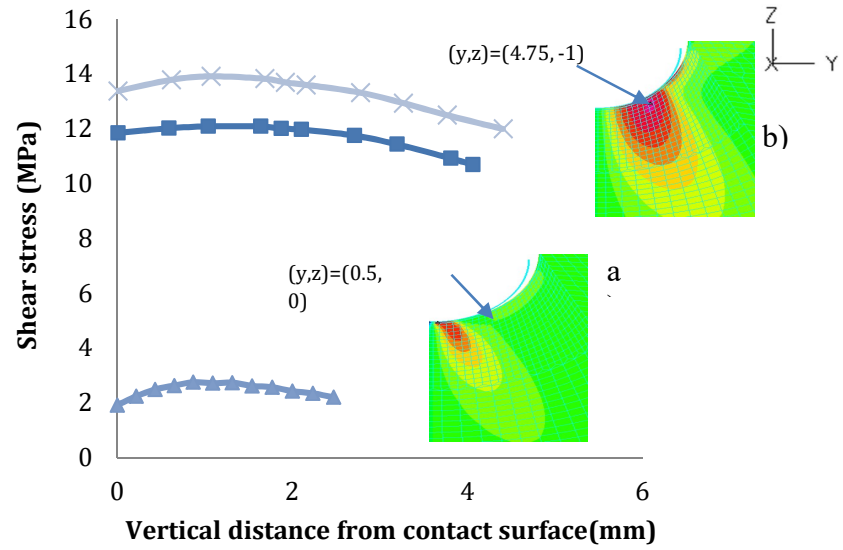 16
14
12
10
8
6
4
2
0
Shear stress (MPa)
0
2
4
6
Vertical distance from contact surface(mm)
(y,z)=(4.75, -1)
Z
X
Y
b)
(y,z)=(0.5,
0)
a